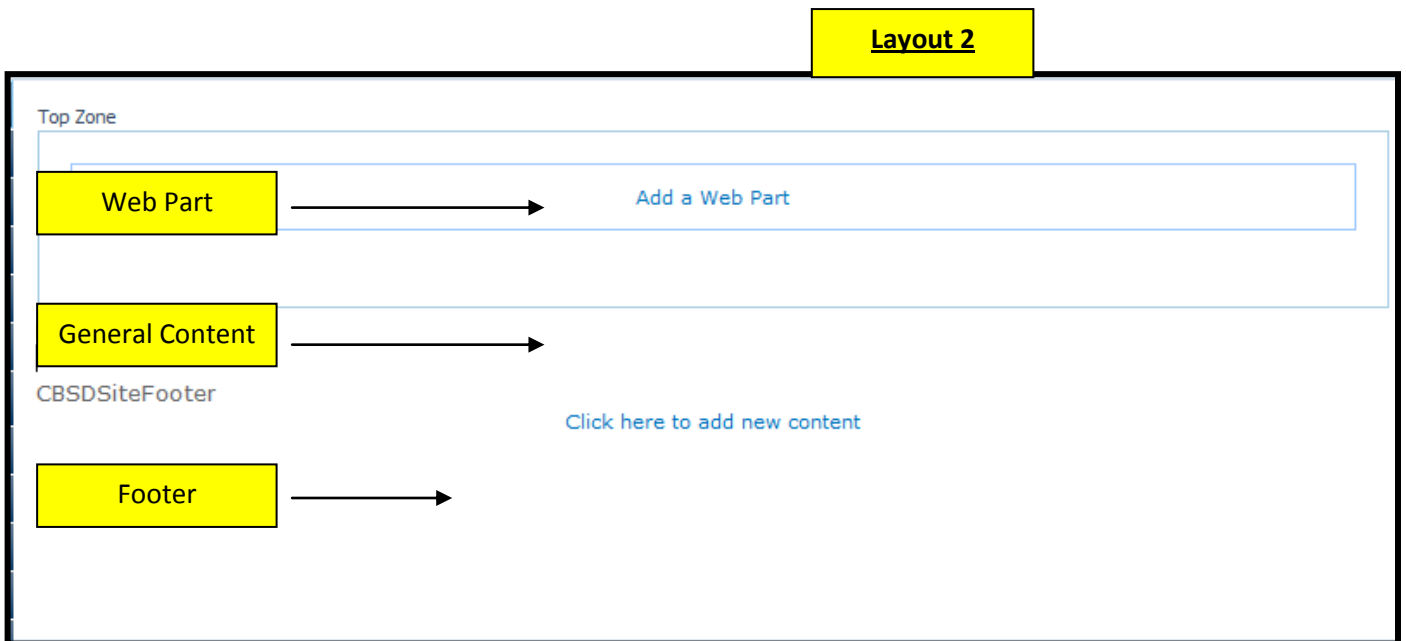 Layout 2
Top Zone
Web Part
Add a Web Part
General Content
CBSDSiteFooter
Click here to add new content
Footer